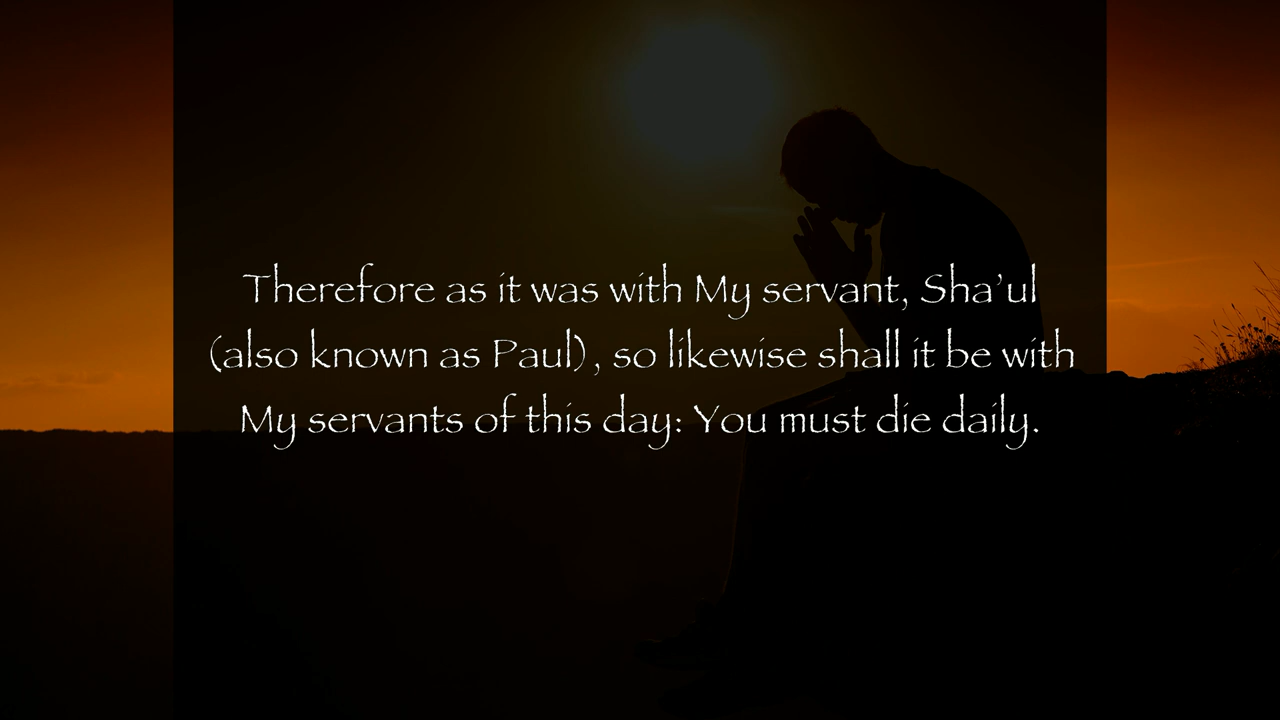 Therefore as it was with My servant, Sha’ul
(also known as Paul), so likewise shall it be with
My servants of this day: You must die daily.